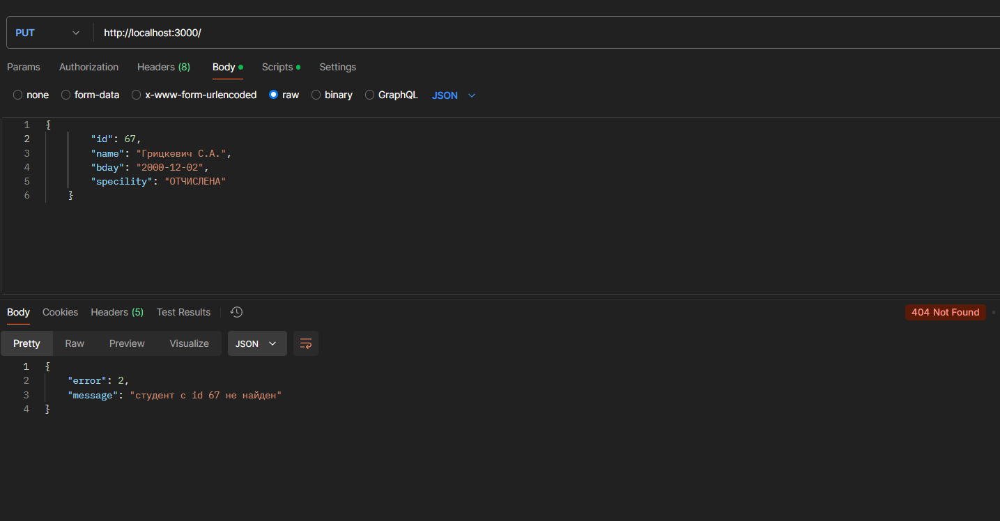 PUT http://localhost:3000/
Params Authorization Headers (8) Body Scripts Settings
none form-data x-www-form-urlencoded raw binary GraphQL JSON
1 {
2 "id": 67,
3 "name": "Грицкевич С.А.",
4 "bday": "2000-12-02",
5 "specility": "ОТЧИСЛЕНА"
6 }
Body Cookies Headers (5) Test Results 404 Not Found
Pretty Raw Preview Visualize JSON
1 {
2 "error": 2,
3 "message": "студент с id 67 не найден"
4 }